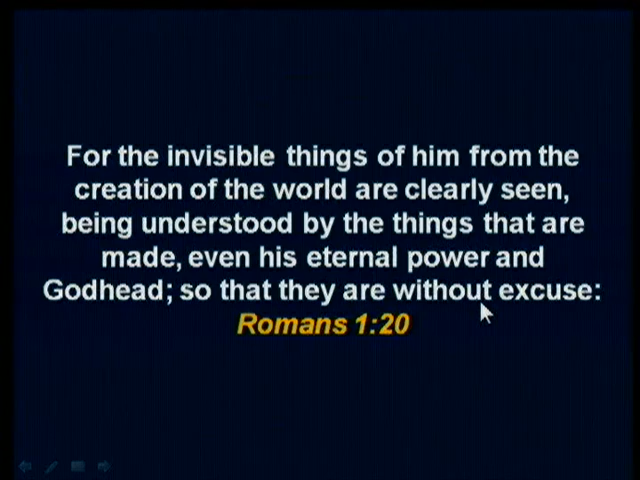 For the invisible things of him from the
creation of the world are clearly seen,
being understood by the things that are
made, even his eternal power and
Godhead; so that they are without excuse:
Romans 1:20